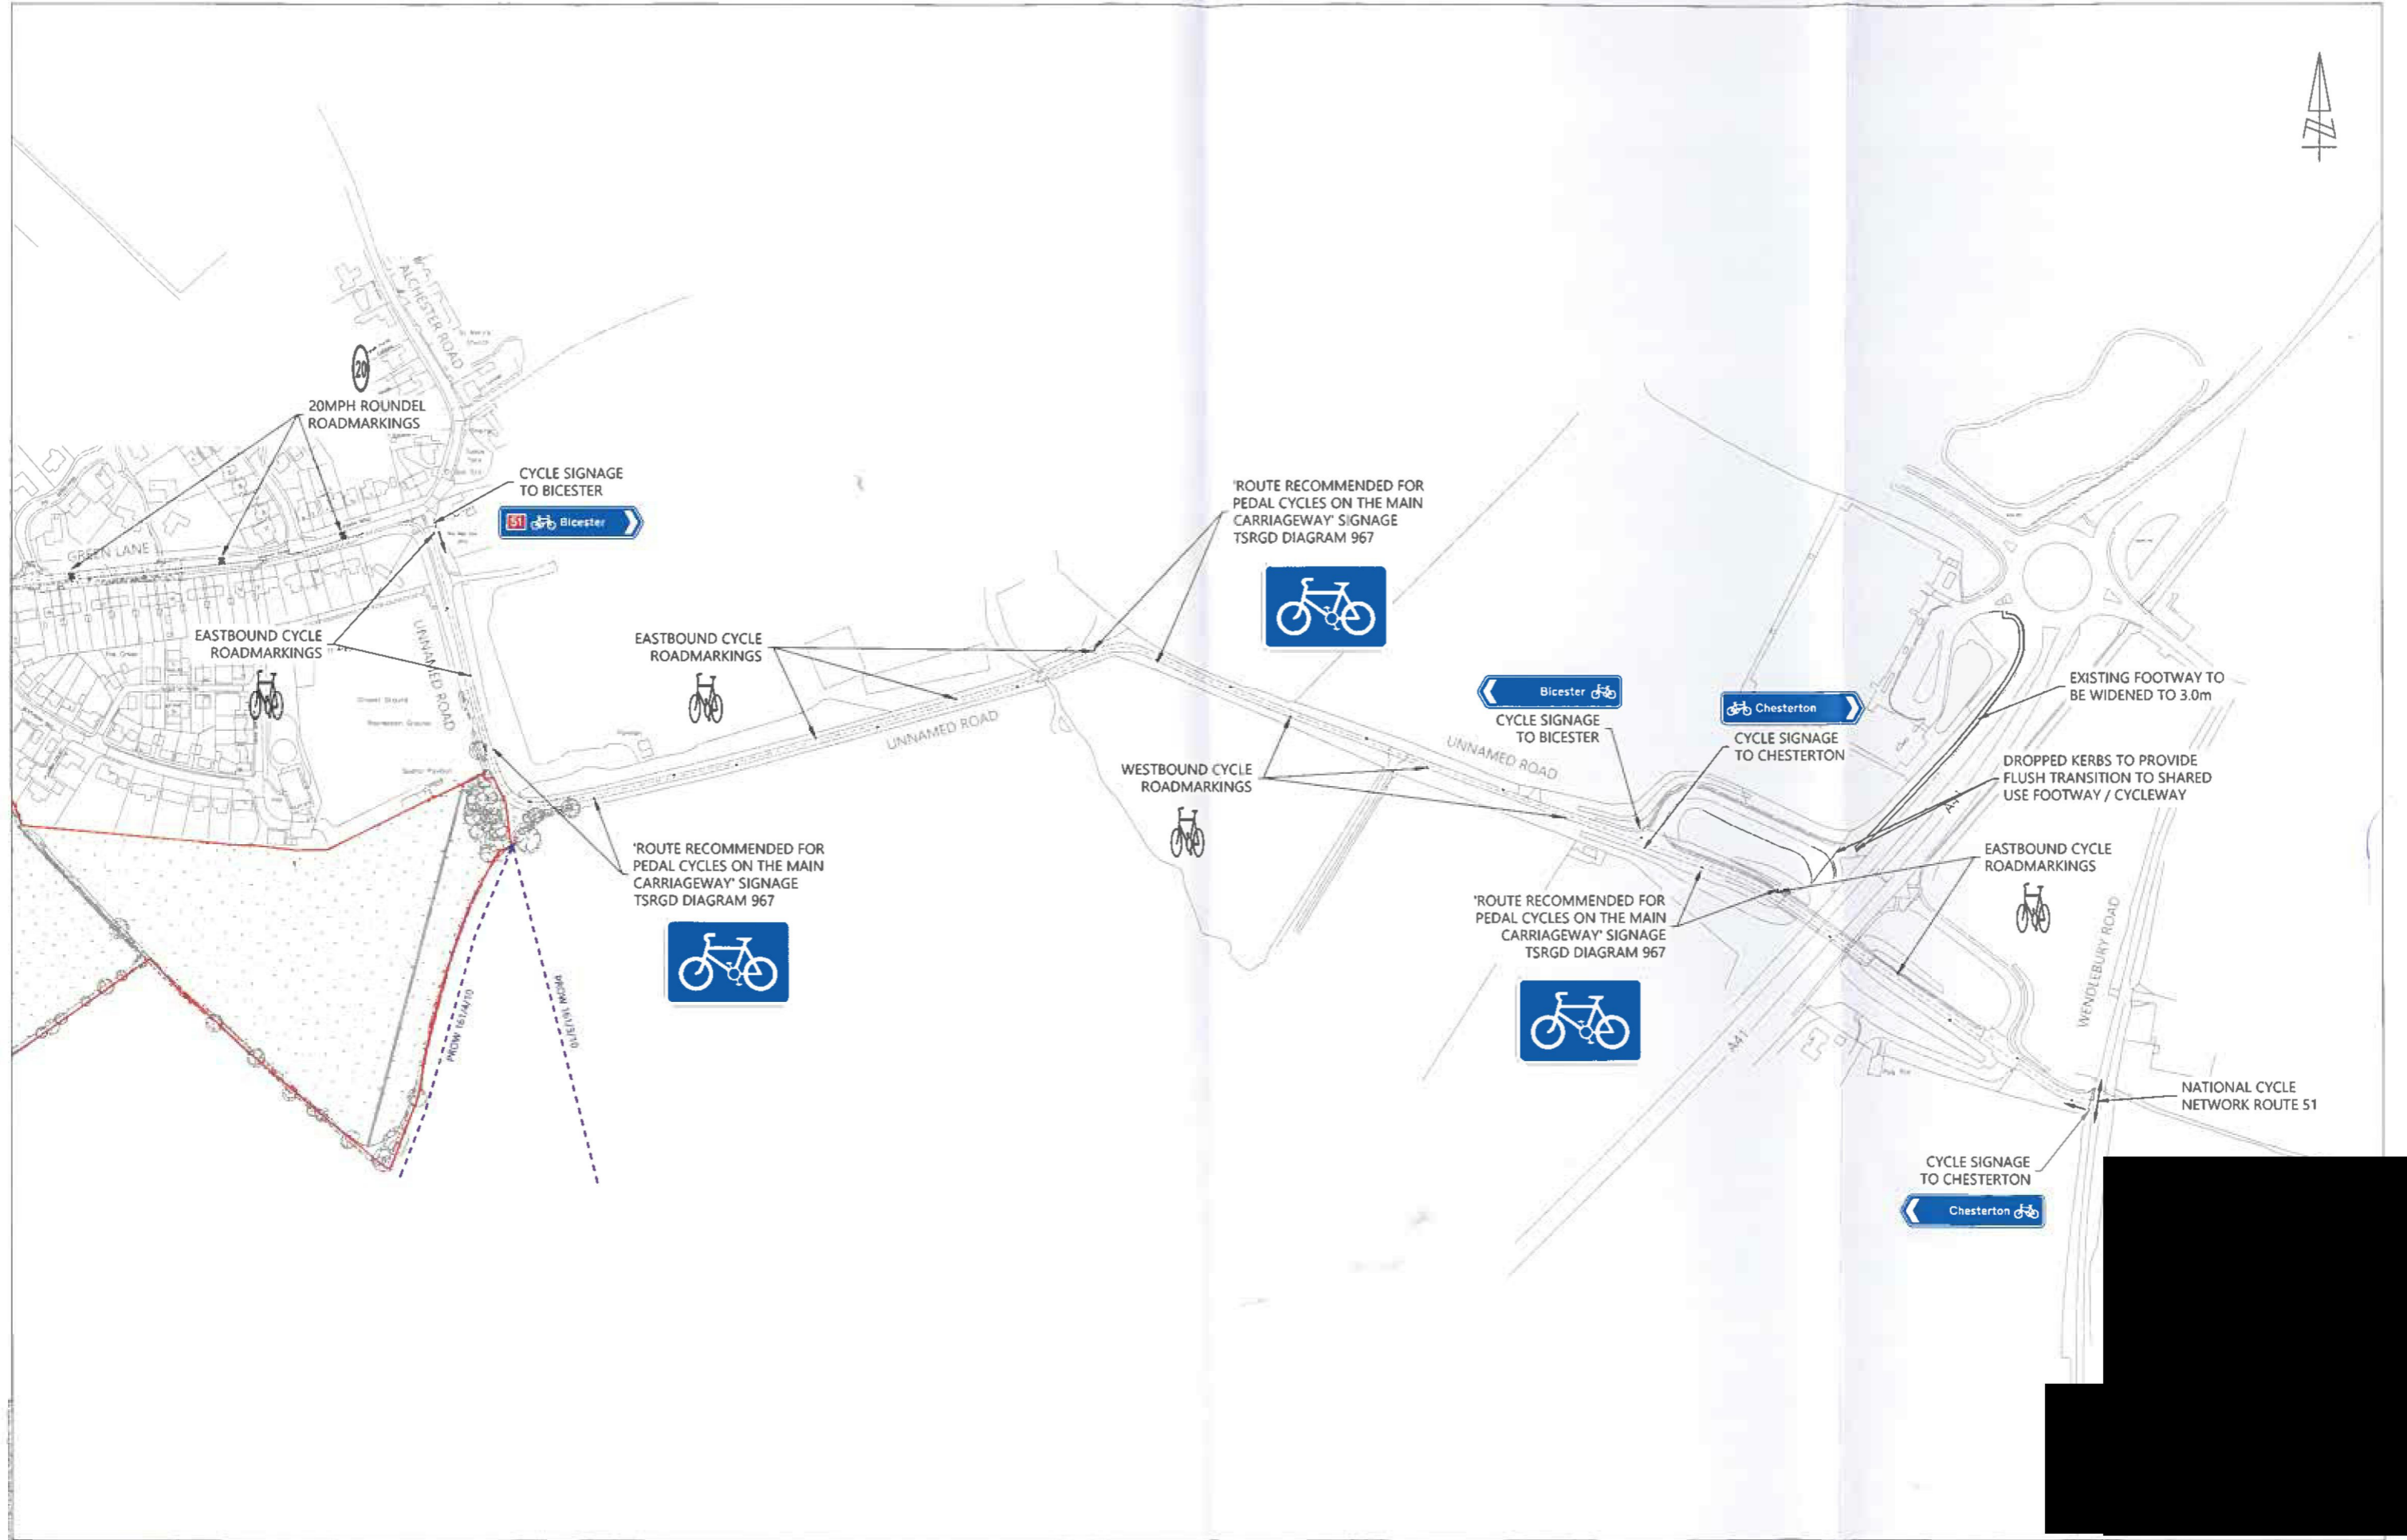 ALCHESTER ROAD
20
20MPH ROUNDEL
ROADMARKINGS
CYCLE SIGNAGE
TO BICESTER
51 Bicester
GREEN LANE
EASTBOUND CYCLE
ROADMARKINGS
UNNAMED ROAD
EASTBOUND CYCLE
ROADMARKINGS
UNNAMED ROAD
'ROUTE RECOMMENDED FOR
PEDAL CYCLES ON THE MAIN
CARRIAGEWAY' SIGNAGE
TSRGD DIAGRAM 967
PROW 161/4/10
'ROUTE RECOMMENDED FOR
PEDAL CYCLES ON THE MAIN
CARRIAGEWAY' SIGNAGE
TSRGD DIAGRAM 967
WESTBOUND CYCLE
ROADMARKINGS
UNNAMED ROAD
Bicester
CYCLE SIGNAGE
TO BICESTER
Chesterton
CYCLE SIGNAGE
TO CHESTERTON
EXISTING FOOTWAY TO
BE WIDENED TO 3.0m
DROPPED KERBS TO PROVIDE
FLUSH TRANSITION TO SHARED
USE FOOTWAY / CYCLEWAY
EASTBOUND CYCLE
ROADMARKINGS
'ROUTE RECOMMENDED FOR
PEDAL CYCLES ON THE MAIN
CARRIAGEWAY' SIGNAGE
TSRGD DIAGRAM 967
A41
WENDLEBURY ROAD
NATIONAL CYCLE
NETWORK ROUTE 51
CYCLE SIGNAGE
TO CHESTERTON
Chesterton